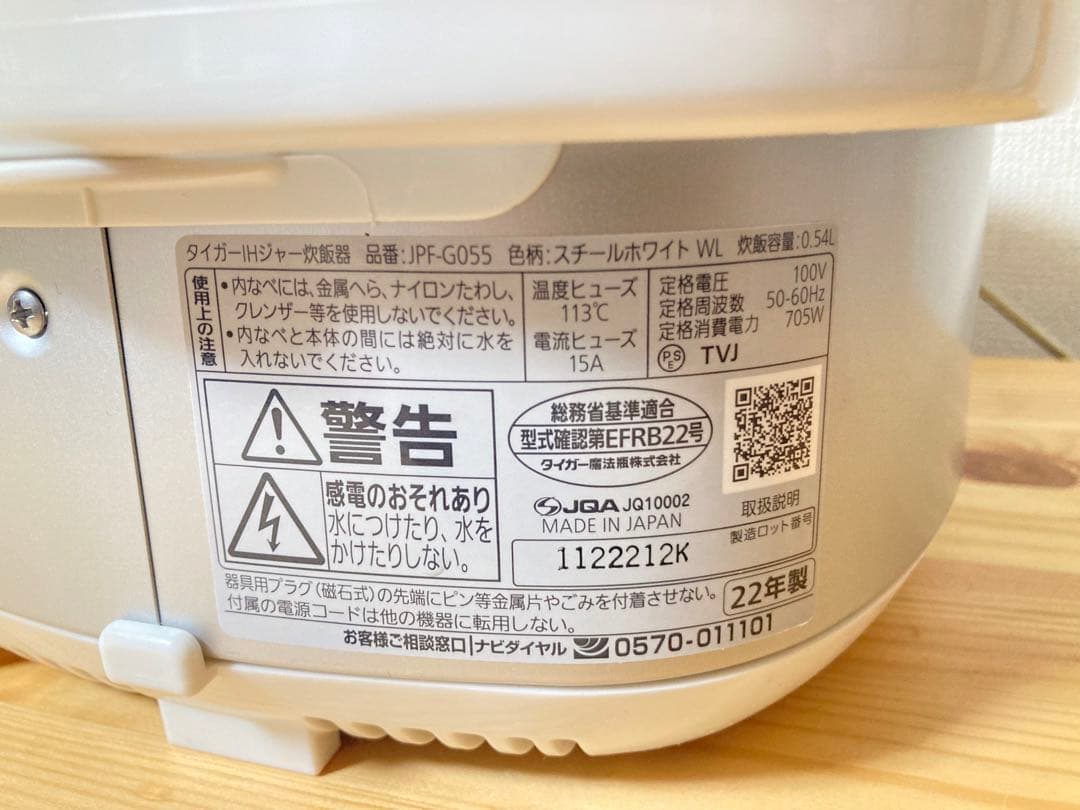 タイガーIHジャー炊飯器 品番:JPF-G055 色柄:スチールホワイト WL 炊飯容量:0.54L
使用上の注意
•内なべには、金属へら、ナイロンたわし、
クレンザー等を使用しないでください。
•内なべと本体の間には絶対に水を
入れないでください。
温度ヒューズ
113℃
電流ヒューズ
15A
定格電圧 100V
定格周波数 50-60Hz
定格消費電力 705W
PSE TVJ
警告
感電のおそれあり
水につけたり、水を
かけたりしない。
総務省基準適合
型式確認第EFRB22号
タイガー魔法瓶株式会社
JQA JQ10002
MADE IN JAPAN
取扱説明
製造ロット番号
1122212K
器具用プラグ(磁石式)の先端にピン等金属片やごみを付着させない。
付属の電源コードは他の機器に転用しない。
22年製
お客様ご相談窓口|ナビダイヤル 0570-011101